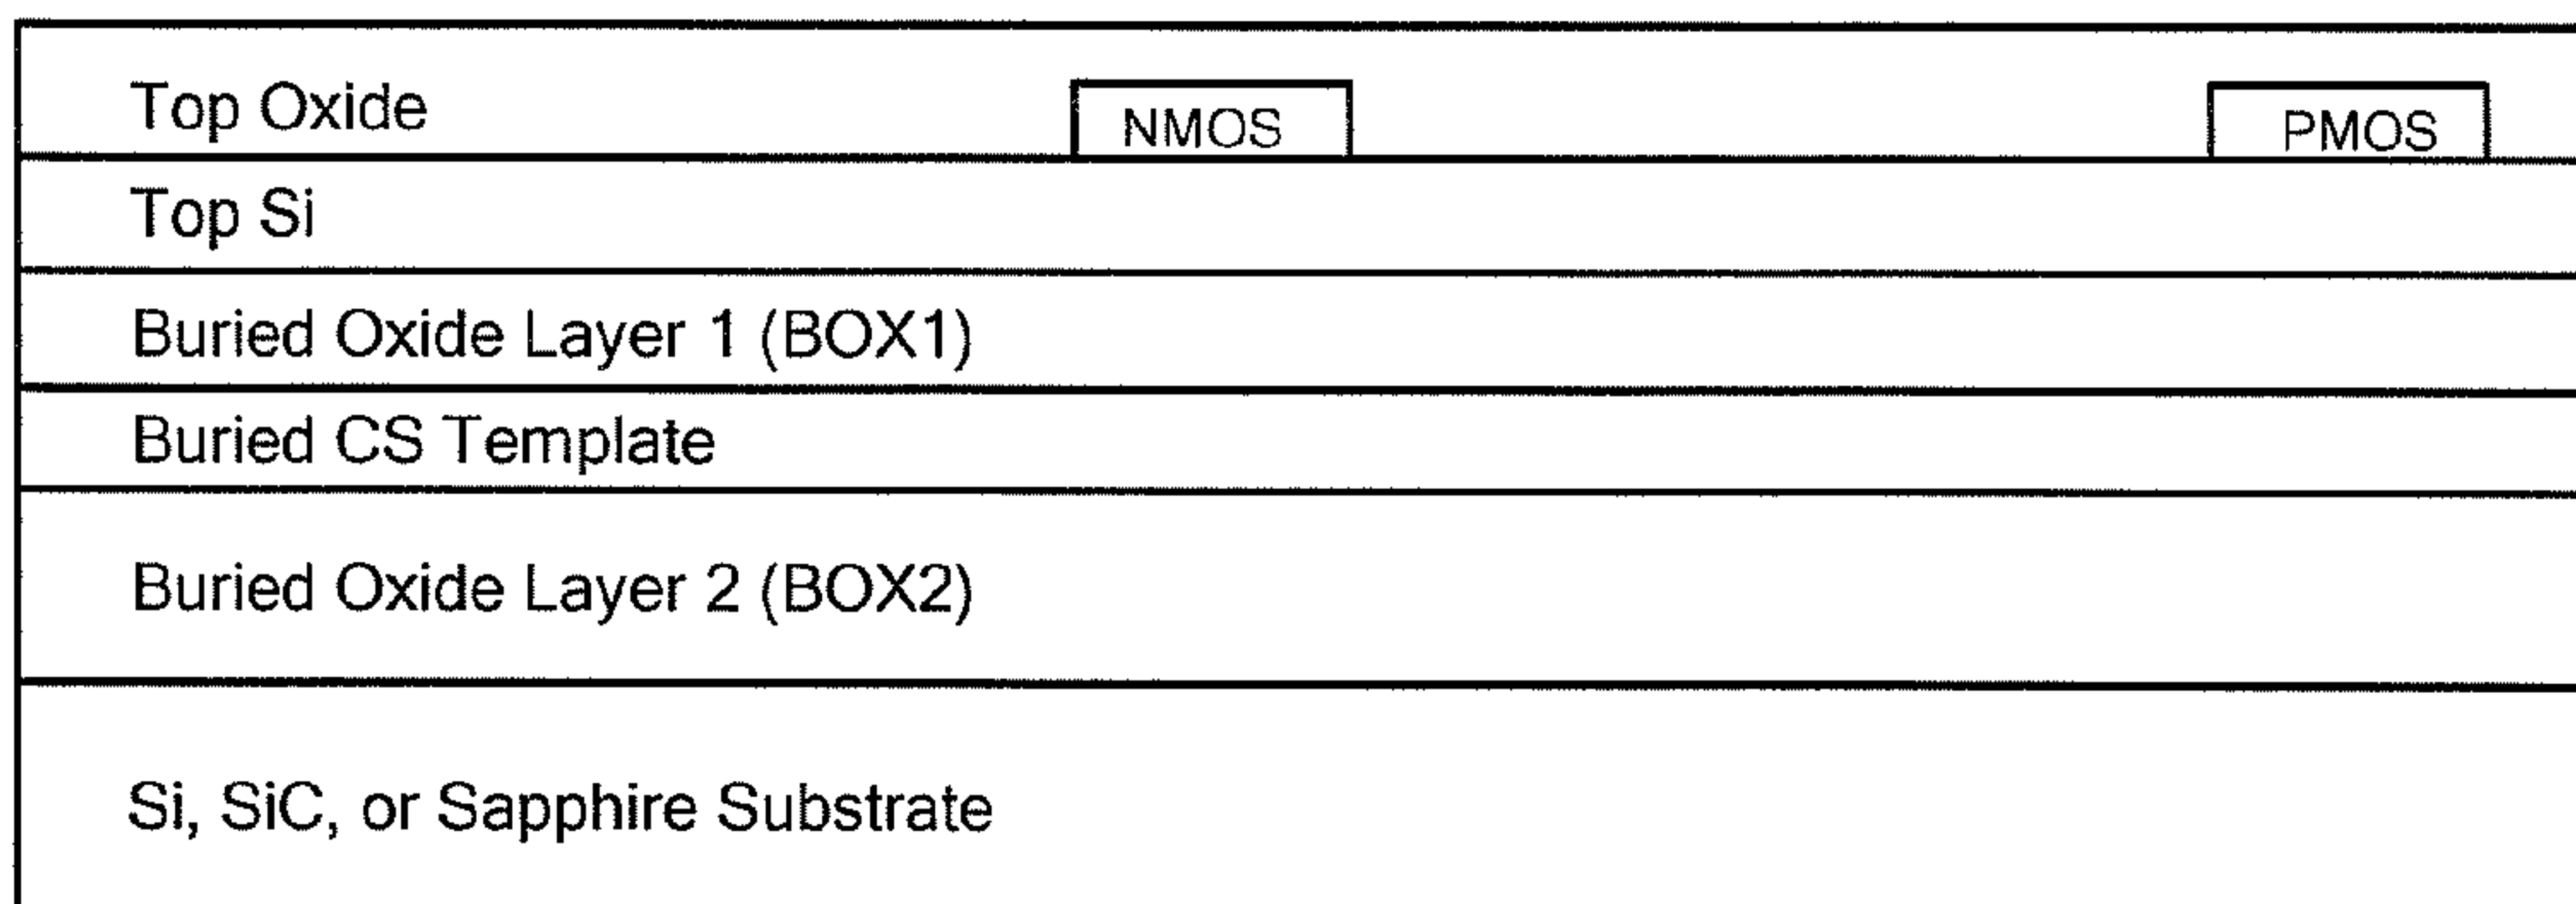 Top Oxide
NMOS
PMOS
Top Si
Buried Oxide Layer 1 (BOX1)
Buried CS Template
Buried Oxide Layer 2 (BOX2)
Si, SiC, or Sapphire Substrate